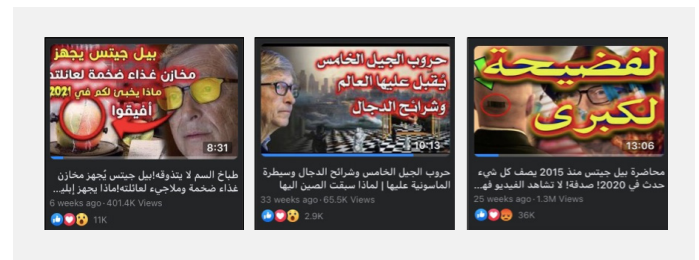 بيل جيتس يجهز
مخازن غذاء ضخمة لعائلته
ماذا يخبئ لكم في 2021
أفيقوا
8:31
طباخ السم لا يتذوقه!بيل جيتس يُجهز مخازن
غذاء ضخمة وملاجيء لعائلته!ماذا يجهز إبلي...
6 weeks ago · 401.4K Views
11K
حروب الجيل الخامس
يُقبل عليها العالم
وشرائح الدجال
10:13
حروب الجيل الخامس وشرائح الدجال وسيطرة
الماسونية عليها | لماذا سبقت الصين اليها
33 weeks ago · 65.5K Views
2.9K
لفضيحة
لكبرى
13:06
محاضرة بيل جيتس منذ 2015 يصف كل شيء
حدث في 2020! صدفة! لا تشاهد الفيديو فه...
25 weeks ago · 1.3M Views
36K